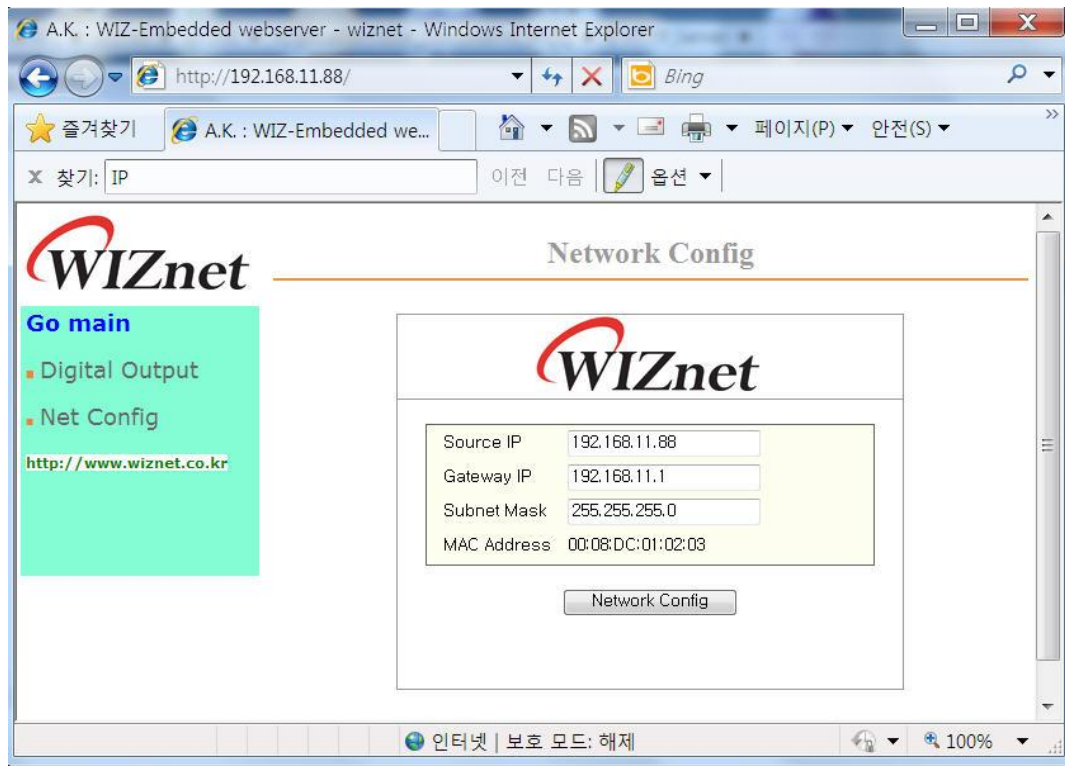 A.K. : WIZ-Embedded webserver - wiznet - Windows Internet Explorer
http://192.168.11.88/
Bing
즐겨찾기
A.K. : WIZ-Embedded we...
페이지(P)
안전(S)
x 찾기: IP
이전 다음
옵션
WIZnet
Network Config
Go main
Digital Output
Net Config
http://www.wiznet.co.kr
WIZnet
Source IP 192.168.11.88
Gateway IP 192.168.11.1
Subnet Mask 255.255.255.0
MAC Address 00:08:DC:01:02:03
Network Config
인터넷 | 보호 모드: 해제
100%